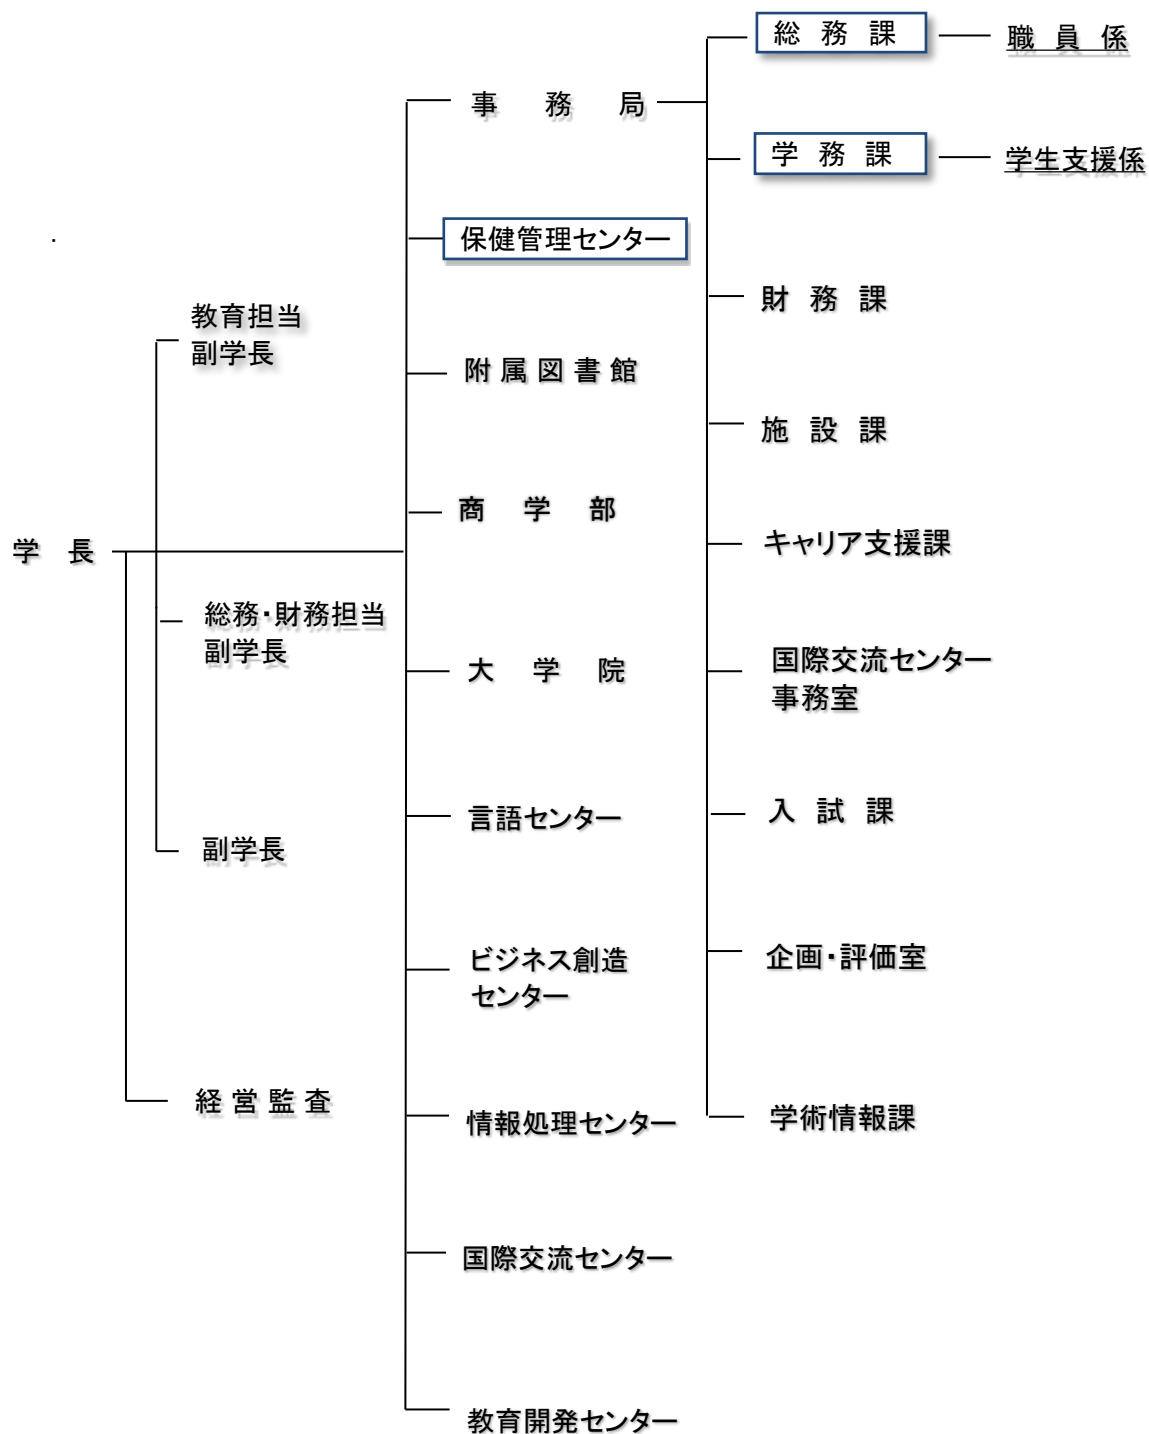 学 長
教育担当
副学長
総務・財務担当
副学長
副学長
経 営 監 査
事 務 局
保健管理センター
附 属 図 書 館
商 学 部
大 学 院
言語センター
ビジネス創造
センター
情報処理センター
国際交流センター
教育開発センター
総 務 課
職 員 係
学 務 課
学生支援係
財 務 課
施 設 課
キャリア支援課
国際交流センター
事務室
入 試 課
企画・評価室
学術情報課